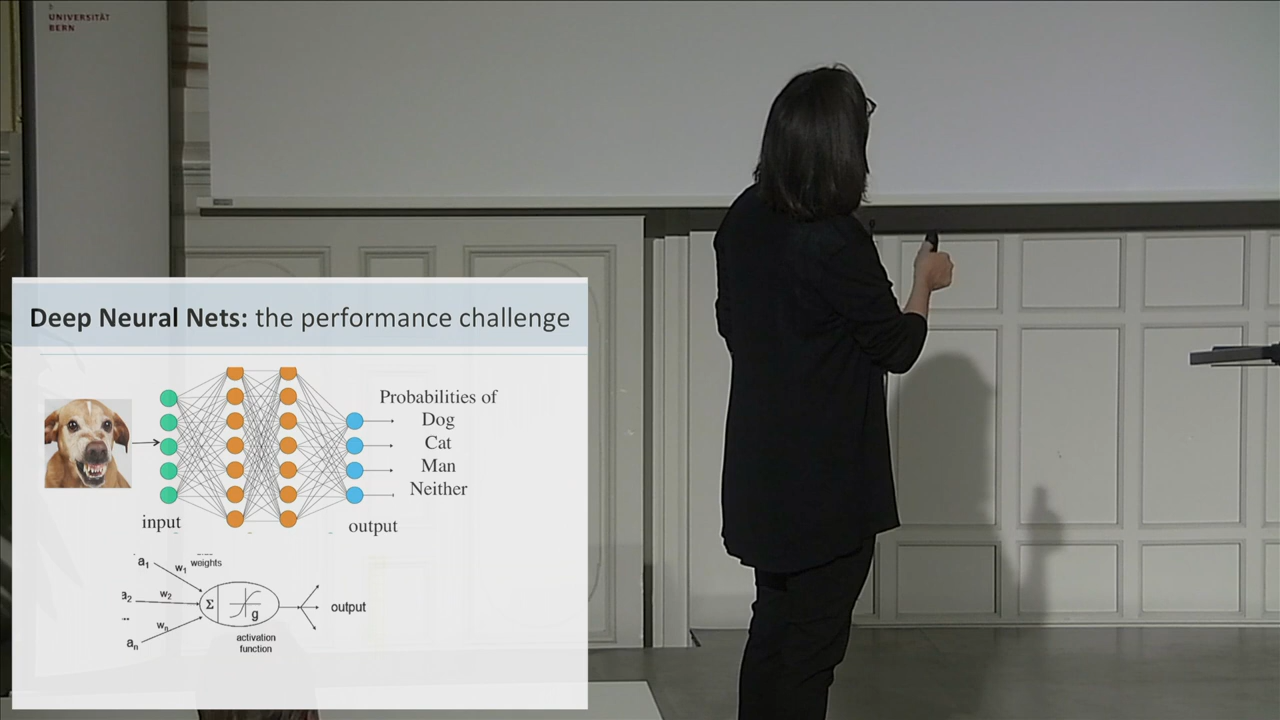 b
UNIVERSITÄT
BERN
Deep Neural Nets: the performance challenge
Probabilities of
Dog
Cat
Man
Neither
input
output
a1
w1
weights
a2
w2
...
wn
an
Σ
g
output
activation
function